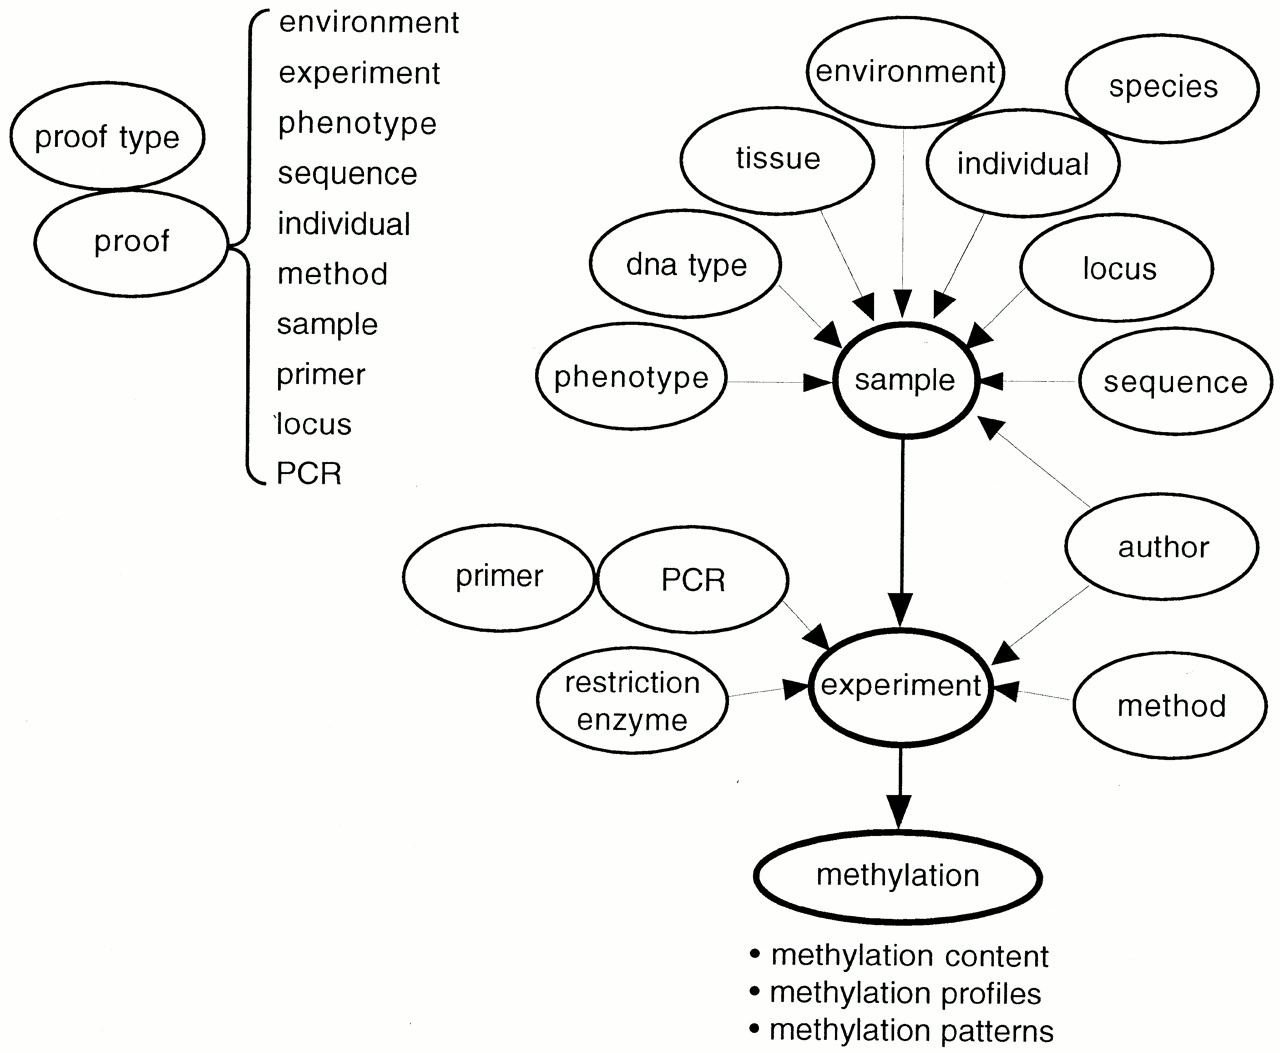 environment
experiment
phenotype
sequence
individual
method
sample
primer
locus
PCR
proof type
proof
environment
species
tissue
individual
dna type
locus
phenotype
sample
sequence
author
primer
PCR
restriction
enzyme
experiment
method
methylation
• methylation content
• methylation profiles
• methylation patterns